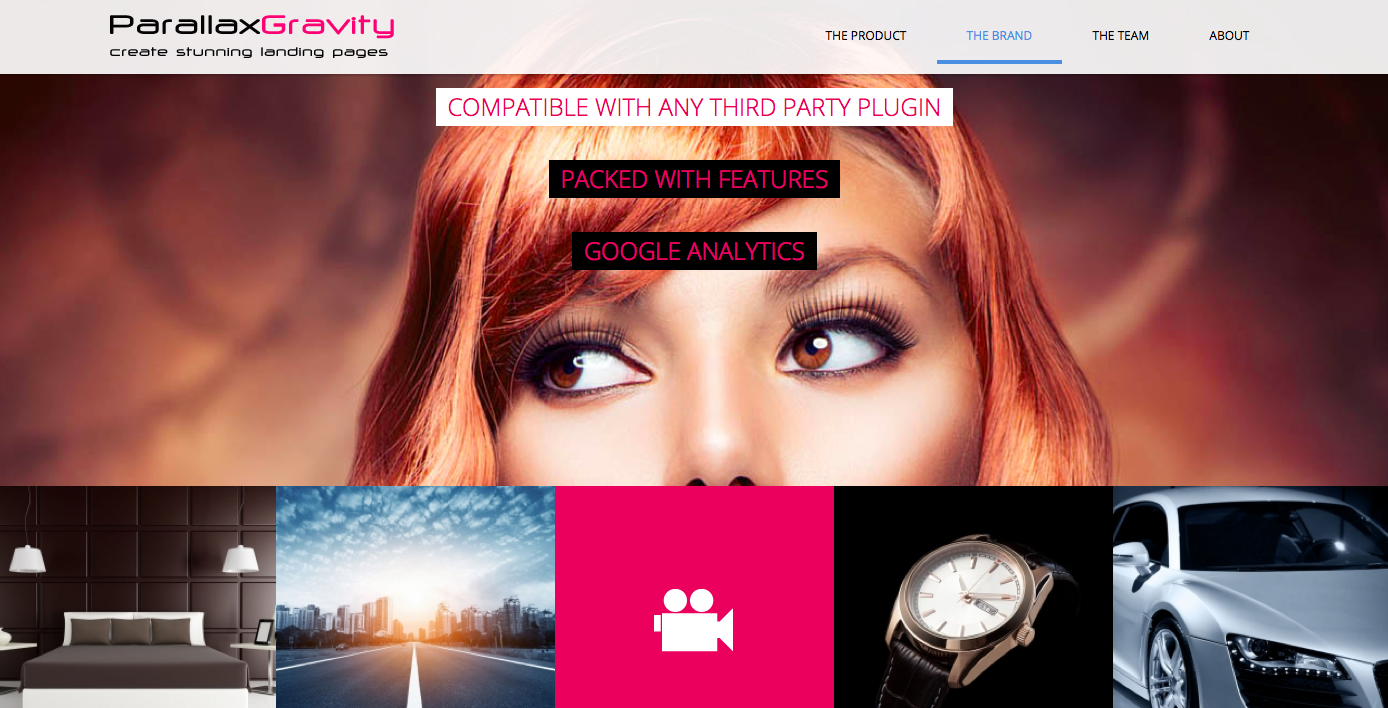 ParallaxGravity
create stunning landing pages
THE PRODUCT THE BRAND THE TEAM ABOUT
COMPATIBLE WITH ANY THIRD PARTY PLUGIN
PACKED WITH FEATURES
GOOGLE ANALYTICS